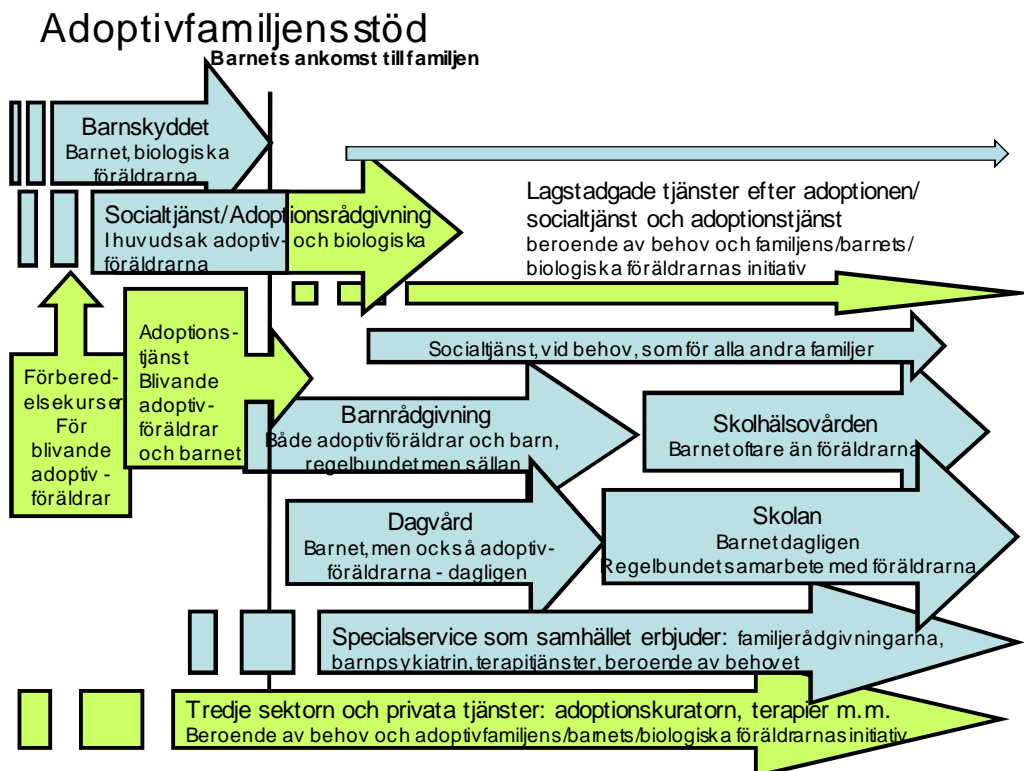 Adoptivfamiljens stöd
Barnets ankomst till familjen
Barnskyddet
Barnet, biologiska
föräldrarna
Socialtjänst/Adoptionsrådgivning
I huvudsak adoptiv- och biologiska
föräldrarna
Lagstadgade tjänster efter adoptionen/
socialtjänst och adoptionstjänst
beroende av behov och familjens/barnets/
biologiska föräldrarnas initiativ
Förbered-
elsekurser
För
blivande
adoptiv-
föräldrar
Adoptions-
tjänst
Blivande
adoptiv-
föräldrar
och barnet
Socialtjänst, vid behov, som för alla andra familjer
Barnrådgivning
Både adoptivföräldrar och barn,
regelbundet men sällan
Skolhälsovården
Barnet oftare än föräldrarna
Dagvård
Barnet, men också adoptiv-
föräldrarna - dagligen
Skolan
Barnet dagligen
Regelbundet samarbete med föräldrarna
Specialservice som samhället erbjuder: familjerådgivningarna,
barnpsykiatrin, terapitjänster, beroende av behovet
Tredje sektorn och privata tjänster: adoptionskuratorn, terapier m.m.
Beroende av behov och adoptivfamiljens/barnets/biologiska föräldrarnas initiativ